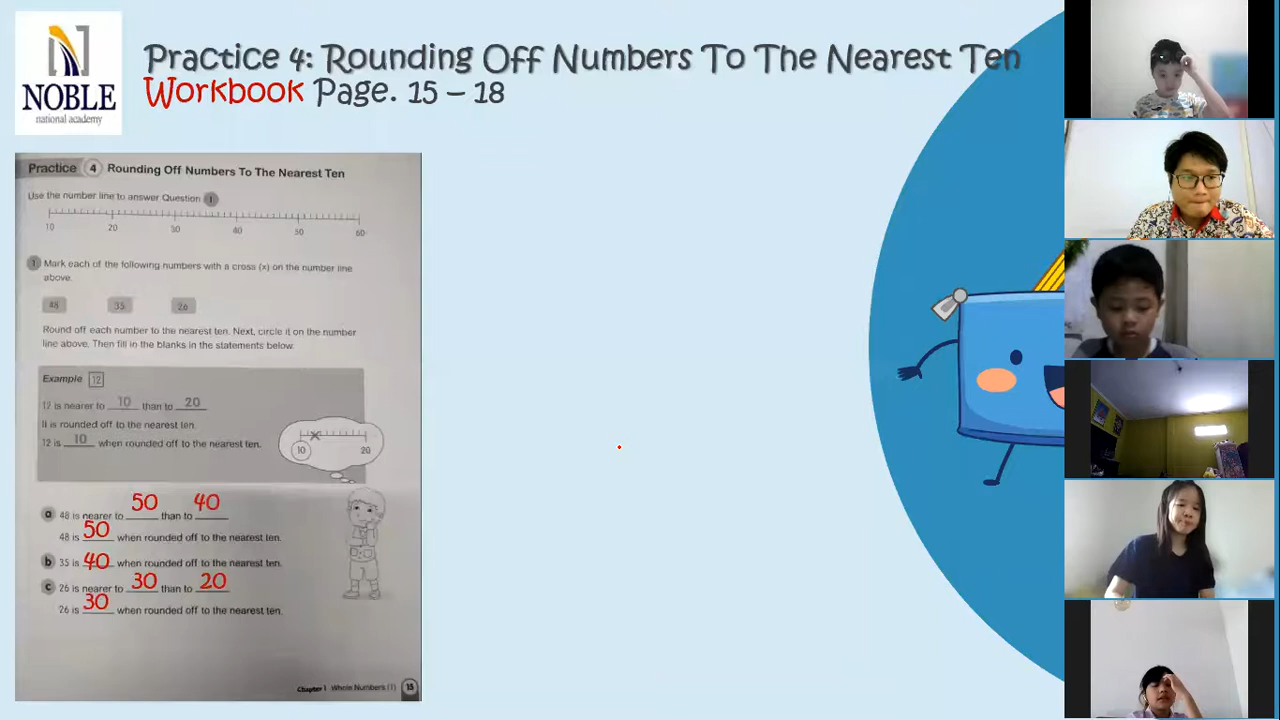 NOBLE
national academy
Practice 4: Rounding Off Numbers To The Nearest Ten
Workbook Page. 15 – 18
Practice 4 Rounding Off Numbers To The Nearest Ten
Use the number line to answer Question 1
10 20 30 40 50 60
1 Mark each of the following numbers with a cross (x) on the number line
above.
48 35 26
Round off each number to the nearest ten. Next, circle it on the number
line above. Then fill in the blanks in the statements below.
Example 12
12 is nearer to 10 than to 20
It is rounded off to the nearest ten.
12 is 10 when rounded off to the nearest ten.
10 20
a 48 is nearer to 50 than to 40
48 is 50 when rounded off to the nearest ten.
b 35 is 40 when rounded off to the nearest ten.
c 26 is nearer to 30 than to 20
26 is 30 when rounded off to the nearest ten.
Chapter 1 Whole Numbers (1) 15